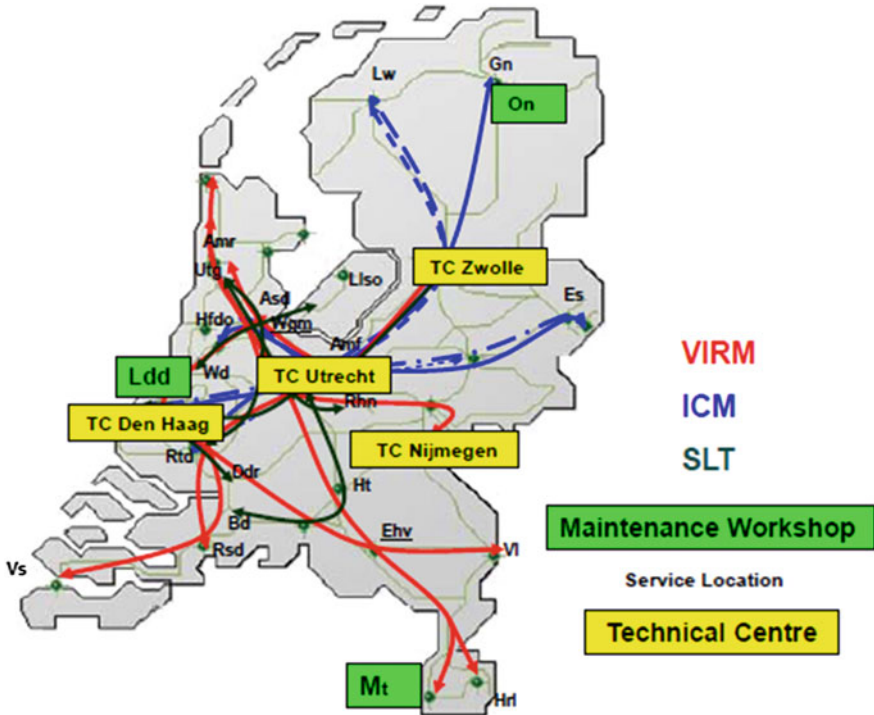 Lw
Gn
On
Amr
Utg
TC Zwolle
Llso
Asd
Es
Hfdo
Wgm
Amf
VIRM
Ldd
Wd
TC Utrecht
Rhn
ICM
TC Den Haag
TC Nijmegen
SLT
Rtd
Ddr
Ht
Bd
Ehv
Vl
Maintenance Workshop
Rsd
Vs
Service Location
Technical Centre
Mt
Hrl